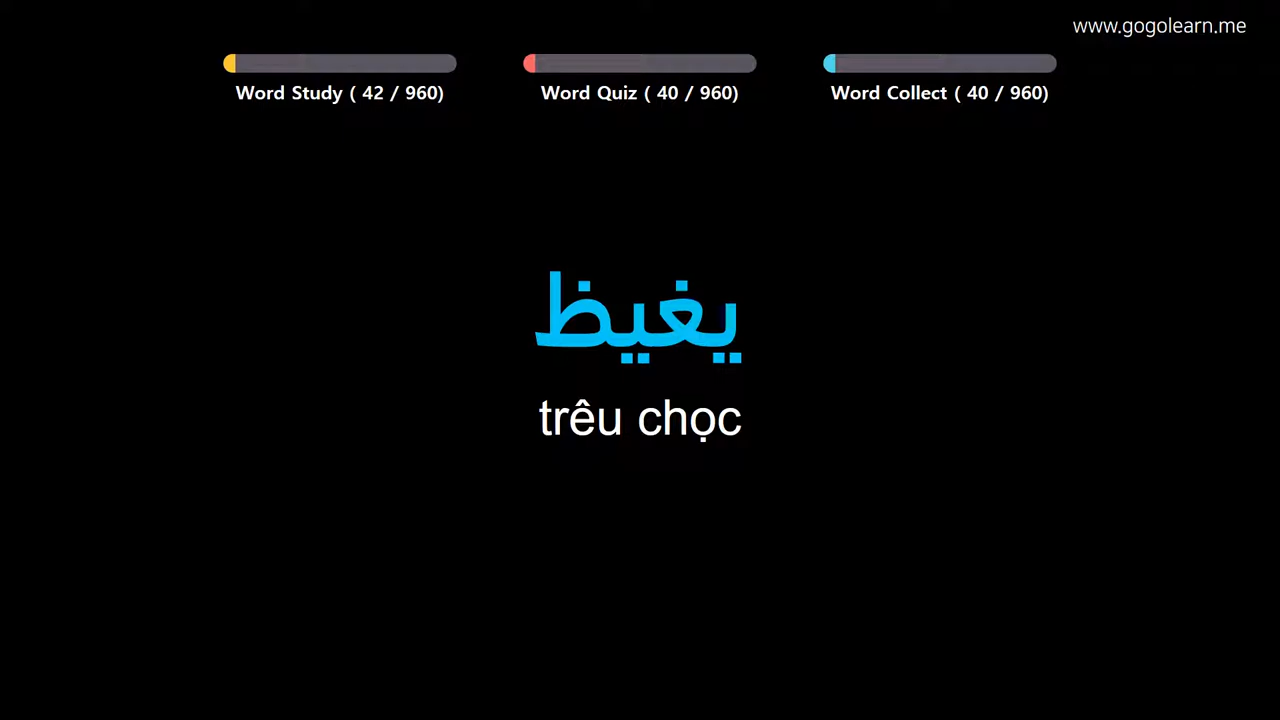 www.gogolearn.me
Word Study ( 42 / 960)
Word Quiz ( 40 / 960)
Word Collect ( 40 / 960)
يغيظ
trêu chọc